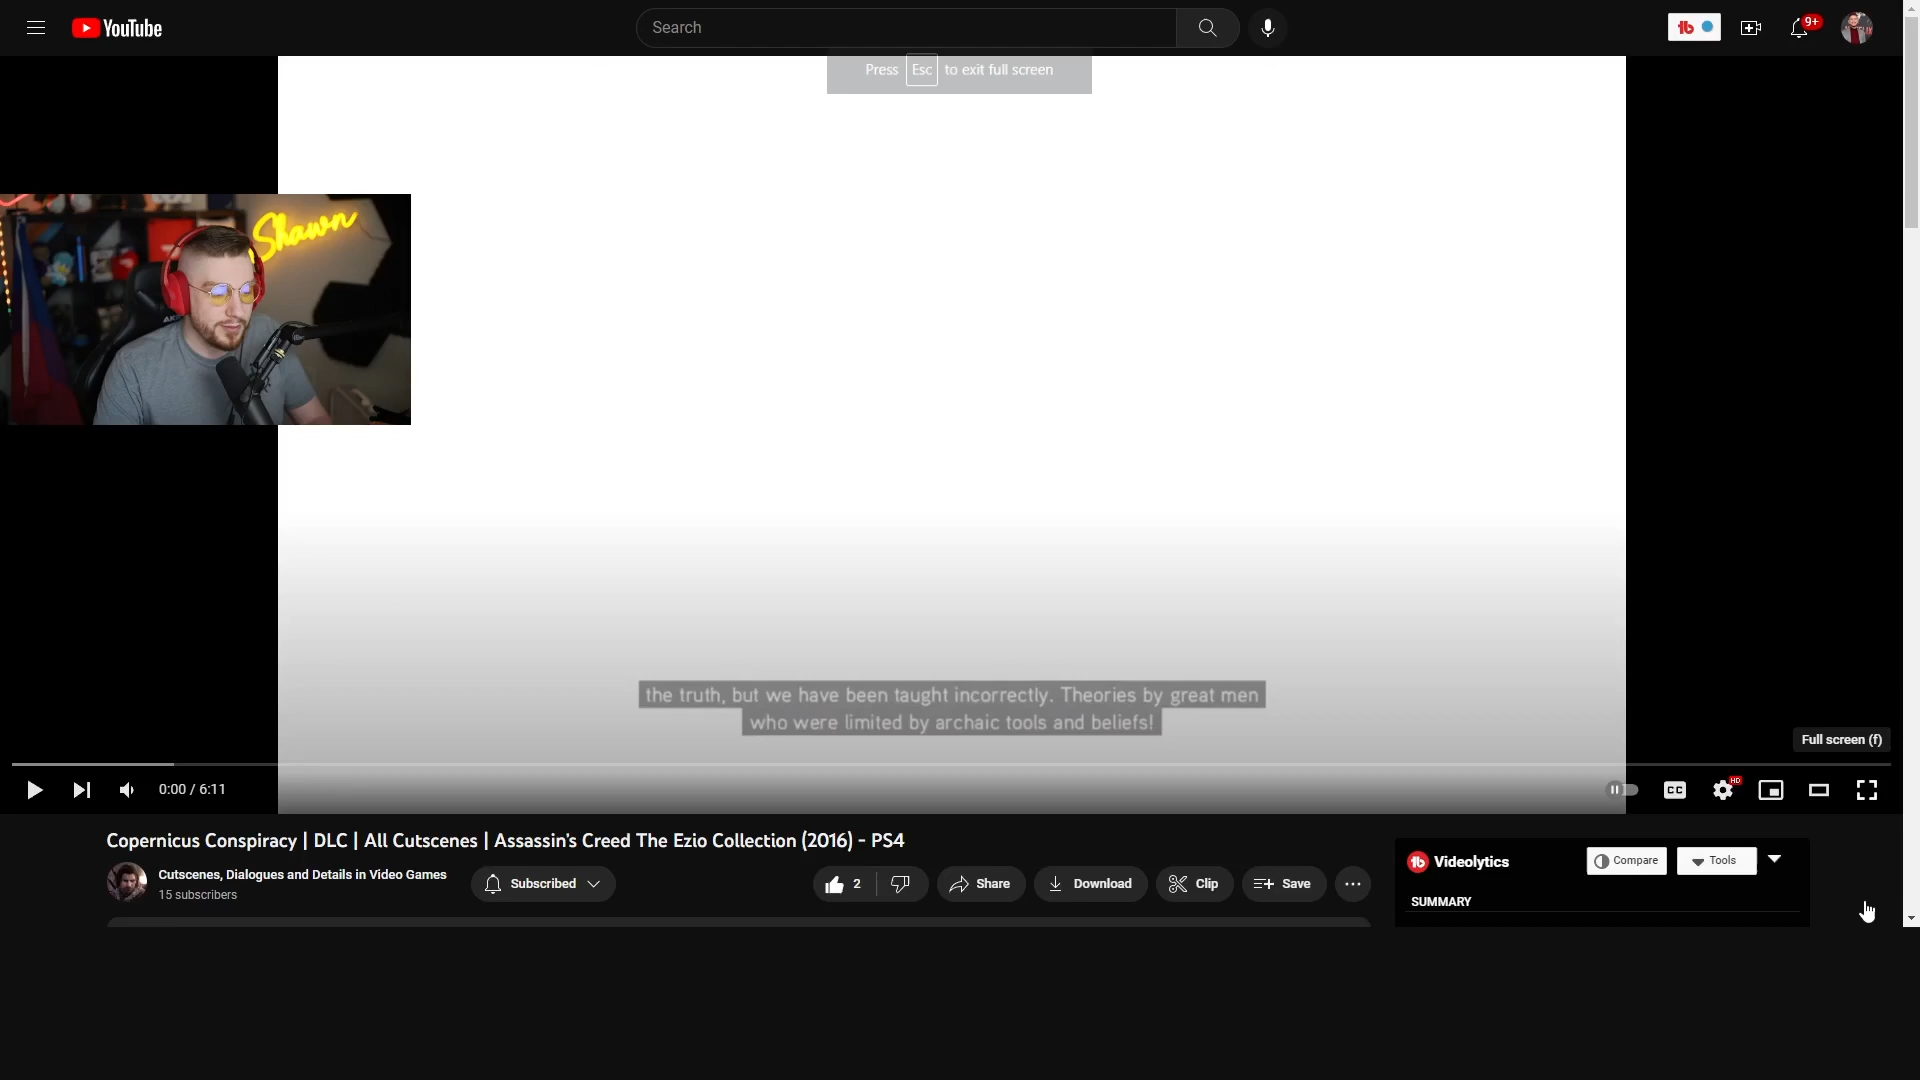 YouTube
Search
9+
Press Esc to exit full screen
Shawn
the truth, but we have been taught incorrectly. Theories by great men
who were limited by archaic tools and beliefs!
Full screen (f)
0:00 / 6:11
CC
HD
Copernicus Conspiracy | DLC | All Cutscenes | Assassin's Creed The Ezio Collection (2016) - PS4
Cutscenes, Dialogues and Details in Video Games
15 subscribers
Subscribed
2
Share
Download
Clip
Save
Videolytics
Compare
Tools
SUMMARY